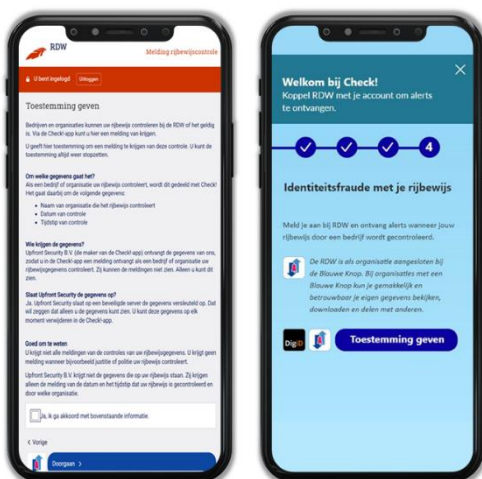 RDW
Melding rijbewijscontrole
U bent ingelogd
Uitloggen
Toestemming geven
Bedrijven en organisaties kunnen uw rijbewijs controleren bij de RDW of het geldig
is. Via de Check!-app kunt u hier een melding van krijgen.
U geeft hier toestemming om een melding te krijgen van deze controle. U kunt de
toestemming altijd weer stopzetten.
Om welke gegevens gaat het?
Als een bedrijf of organisatie uw rijbewijs controleert, wordt dit gedeeld met Check!
Het gaat daarbij om de volgende gegevens:
• Naam van organisatie die het rijbewijs controleert
• Datum van controle
• Tijdstip van controle
Wie krijgen de gegevens?
Upfront Security B.V. (de maker van de Check!-app) ontvangt de gegevens van ons,
zodat u in de Check!-app een melding ontvangt als een bedrijf of organisatie uw
rijbewijsgegevens controleert. Zij kunnen de meldingen niet zien. Alleen u kunt dit
zien.
Slaat Upfront Security de gegevens op?
Ja. Upfront Security slaat op een beveiligde server de gegevens versleuteld op. Dat
wil zeggen dat alleen u de gegevens kunt zien. U kunt deze gegevens op elk
moment verwijderen in de Check!-app.
Goed om te weten
U krijgt niet alle meldingen van de controles van uw rijbewijsgegevens. U krijgt geen
melding wanneer bijvoorbeeld justitie of politie uw rijbewijs controleert.
Upfront Security B.V. krijgt niet de gegevens die op uw rijbewijs staan. Zij krijgen
alleen de melding van de datum en het tijdstip dat uw rijbewijs is gecontroleerd en
door welke organisatie.
Ja, ik ga akkoord met bovenstaande informatie.
< Vorige
Doorgaan >
Welkom bij Check!
Koppel RDW met je account om alerts
te ontvangen.
4
Identiteitsfraude met je rijbewijs
Meld je aan bij RDW en ontvang alerts wanneer jouw
rijbewijs door een bedrijf wordt gecontroleerd.
De RDW is als organisatie aangesloten bij
de Blauwe Knop. Bij organisaties met een
Blauwe Knop kun je gemakkelijk en
betrouwbaar je eigen gegevens bekijken,
downloaden en delen met anderen.
DigiD
Toestemming geven